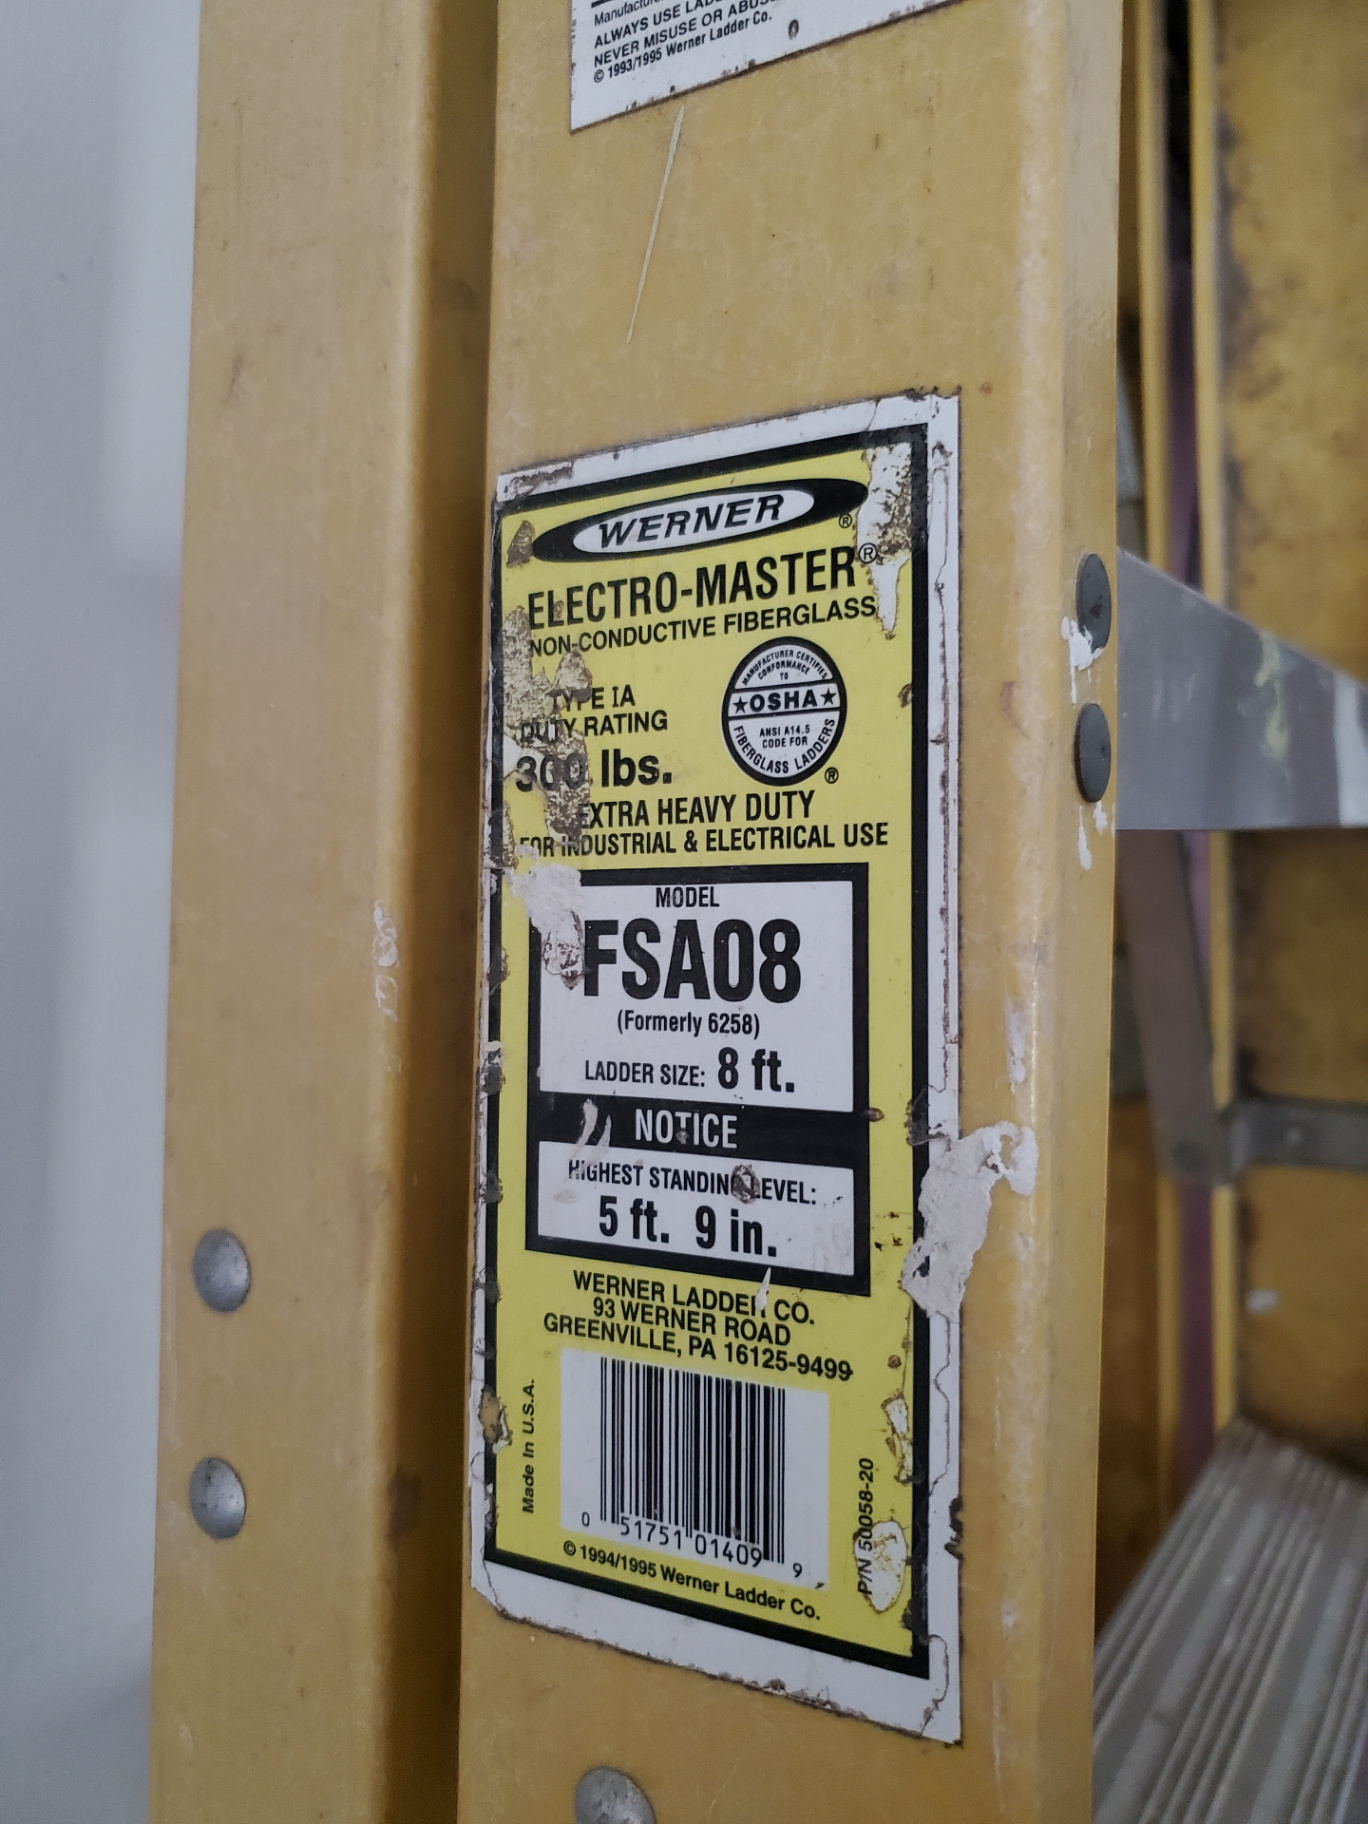 Manufactur
ALWAYS USE LAD
NEVER MISUSE OR ABUS
© 1993/1995 Werner Ladder Co.
WERNER ®
ELECTRO-MASTER®
NON-CONDUCTIVE FIBERGLASS
TYPE IA
DUTY RATING
300 lbs.
MANUFACTURER CERTIFIES
CONFORMANCE
TO
★OSHA★
ANSI A14.5
CODE FOR
FIBERGLASS LADDERS
®
EXTRA HEAVY DUTY
FOR INDUSTRIAL & ELECTRICAL USE
MODEL
FSA08
(Formerly 6258)
LADDER SIZE: 8 ft.
NOTICE
HIGHEST STANDING LEVEL:
5 ft. 9 in.
WERNER LADDER CO.
93 WERNER ROAD
GREENVILLE, PA 16125-9499
Made In U.S.A.
0 51751 01409 9
P/N 50058-20
© 1994/1995 Werner Ladder Co.